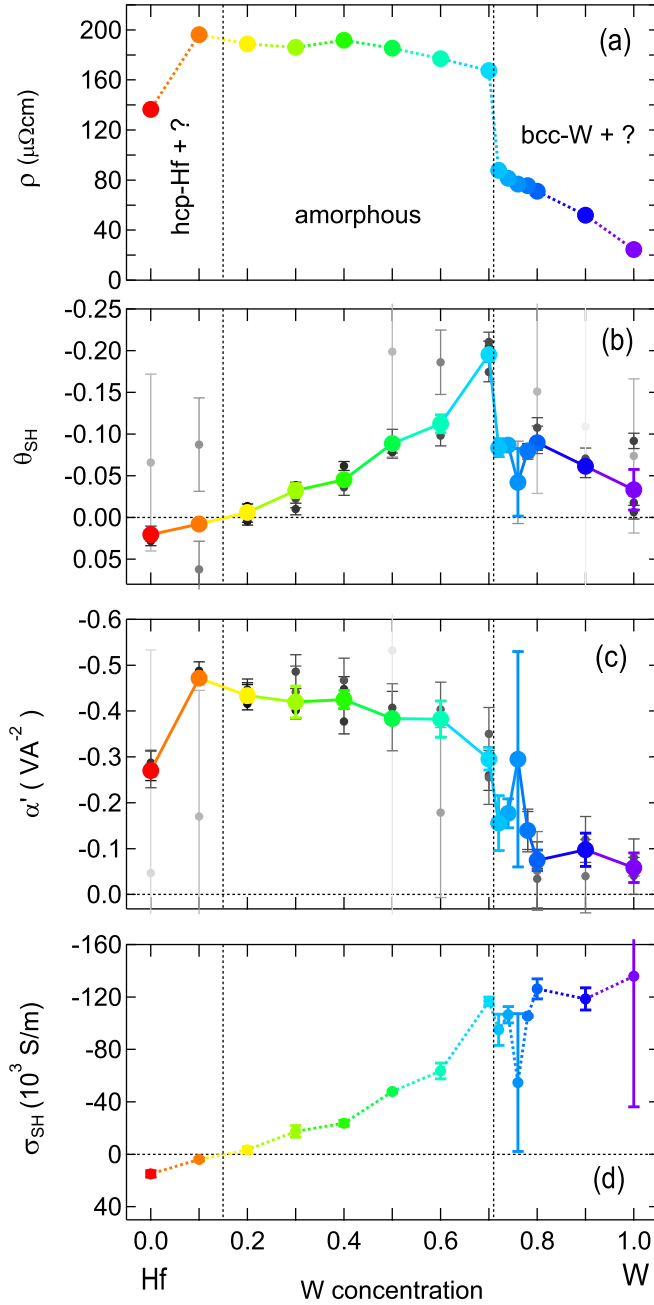 (a)
200
160
120
80
40
0
ρ (μΩcm)
hcp-Hf + ?
amorphous
bcc-W + ?
(b)
-0.25
-0.20
-0.15
-0.10
-0.05
0.00
0.05
θSH
(c)
-0.6
-0.5
-0.4
-0.3
-0.2
-0.1
0.0
α' ( VA-2)
-160
-120
-80
-40
0
40
σSH (10³ S/m)
(d)
0.0 0.2 0.4 0.6 0.8 1.0
Hf W concentration W